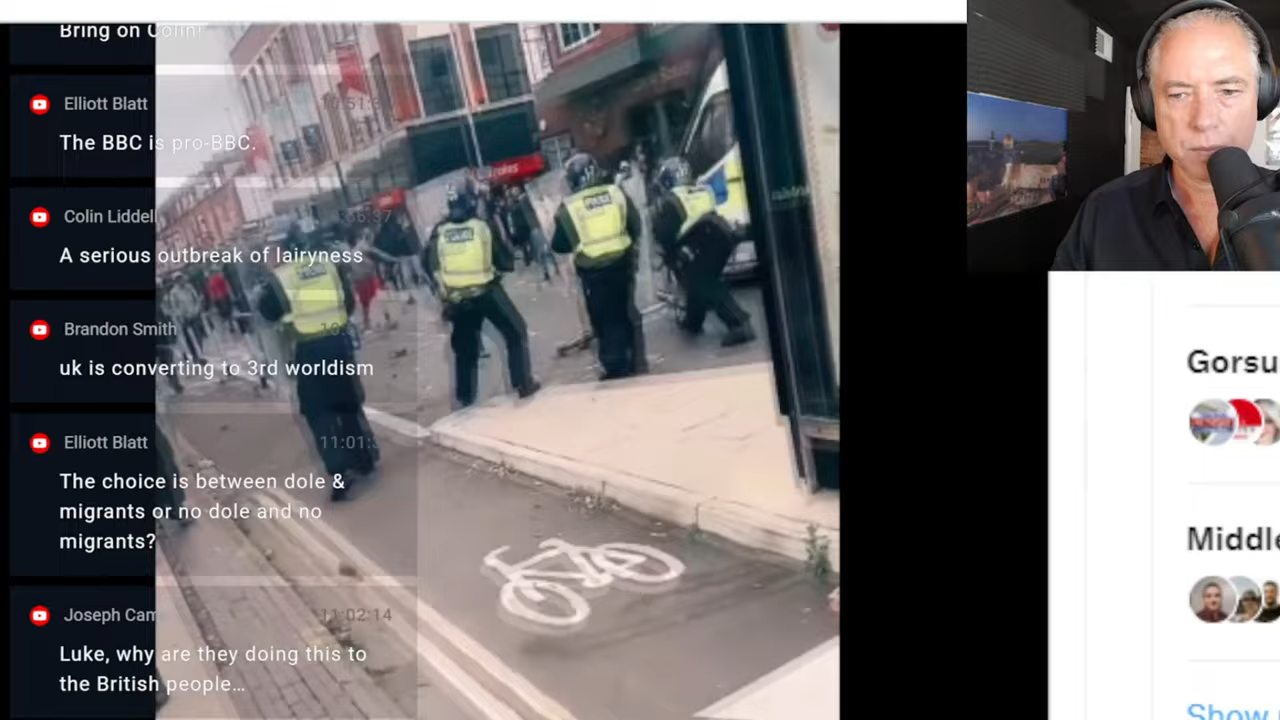 Bring on Colin!
Elliott Blatt
The BBC is pro-BBC.
Colin Liddell
A serious outbreak of lairyness
Brandon Smith
uk is converting to 3rd worldism
Elliott Blatt 11:01:
The choice is between dole &
migrants or no dole and no
migrants?
Joseph Cam 11:02:14
Luke, why are they doing this to
the British people…
POLICE
Gorsu
Middle
Show